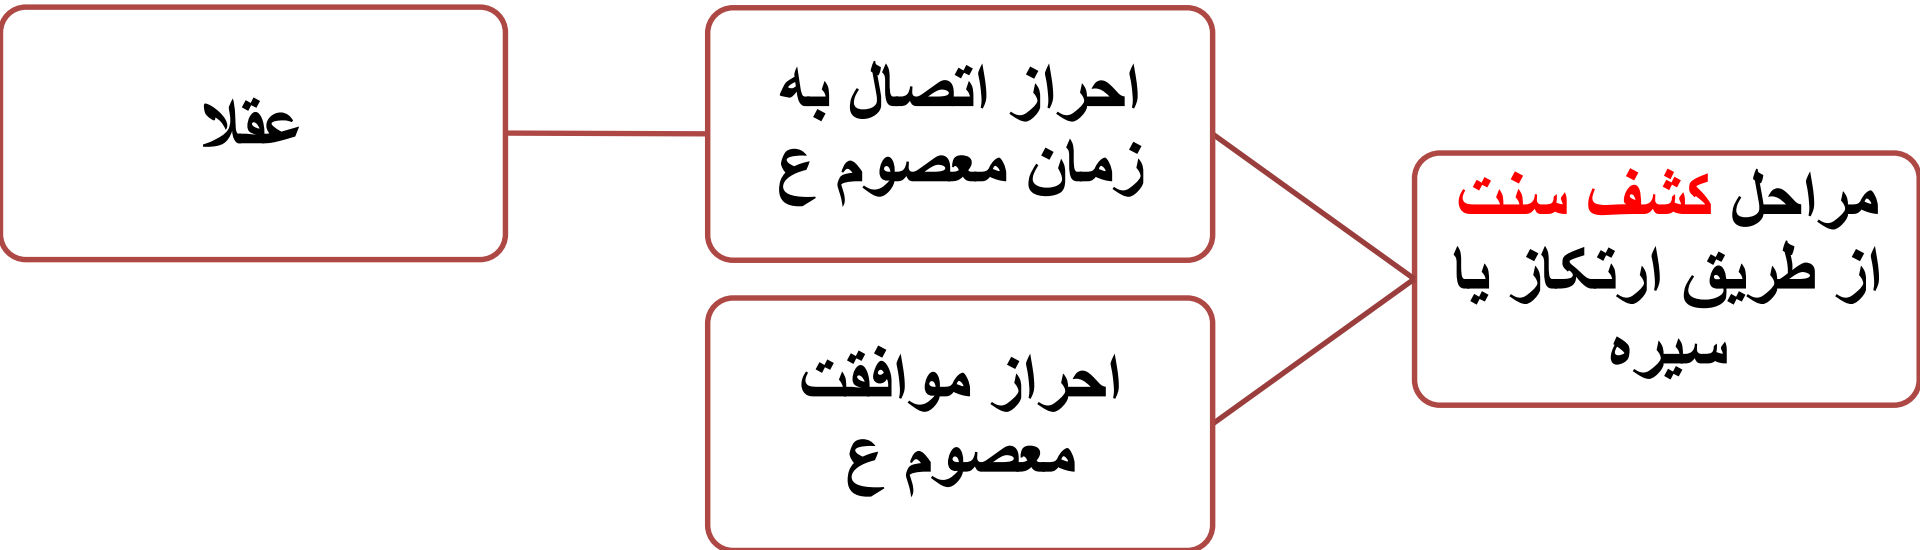 مراحل کشف سنت
از طریق ارتکاز یا
سیره
احراز اتصال به
زمان معصوم ع
عقلا
احراز موافقت
معصوم ع